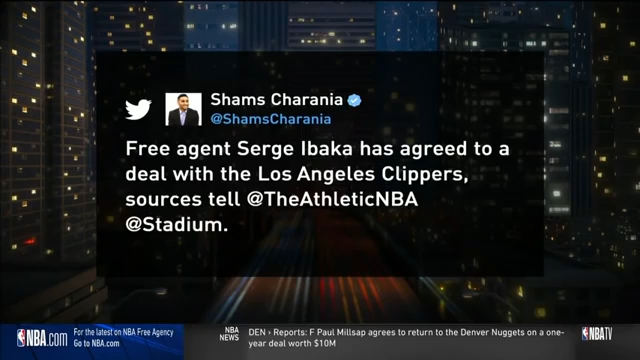 Shams Charania
@ShamsCharania
Free agent Serge Ibaka has agreed to a
deal with the Los Angeles Clippers,
sources tell @TheAthleticNBA
@Stadium.
NBA.com
For the latest on NBA Free Agency
Go to NBA.com
NBA
NEWS
DEN › Reports: F Paul Millsap agrees to return to the Denver Nuggets on a one-
year deal worth $10M
NBATV